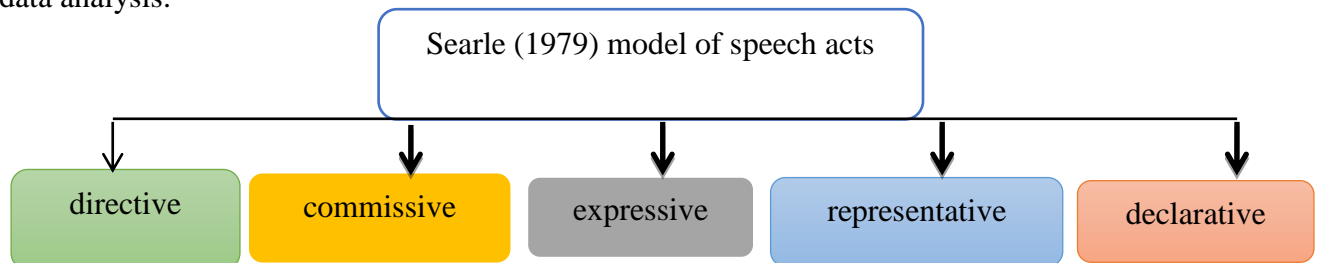 data analysis.
Searle (1979) model of speech acts
directive
commissive
expressive
representative
declarative